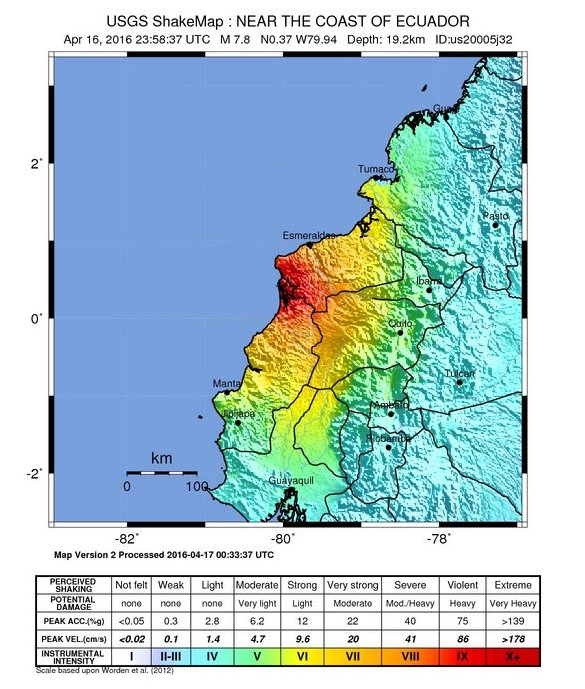 USGS ShakeMap : NEAR THE COAST OF ECUADOR
Apr 16, 2016 23:58:37 UTC M 7.8 N0.37 W79.94 Depth: 19.2km ID:us20005j32
2°
Tumaco
Pasto
Esmeraldas
Ibarra
0°
Quito
Tulcan
Manta
Ambato
Jipijapa
Riobamba
km
-2°
Guayaquil
0 100
-82° -80° -78°
Map Version 2 Processed 2016-04-17 00:33:37 UTC
PERCEIVED SHAKING Not felt Weak Light Moderate Strong Very strong Severe Violent Extreme
POTENTIAL DAMAGE none none none Very light Light Moderate Mod./Heavy Heavy Very Heavy
PEAK ACC.(%g) <0.05 0.3 2.8 6.2 12 22 40 75 >139
PEAK VEL.(cm/s) <0.02 0.1 1.4 4.7 9.6 20 41 86 >178
INSTRUMENTAL INTENSITY I II-III IV V VI VII VIII IX X+
Scale based upon Worden et al. (2012)